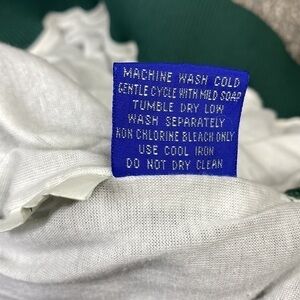 MACHINE WASH COLD
GENTLE CYCLE WITH MILD SOAP
TUMBLE DRY LOW
WASH SEPARATELY
NON CHLORINE BLEACH ONLY
USE COOL IRON
DO NOT DRY CLEAN